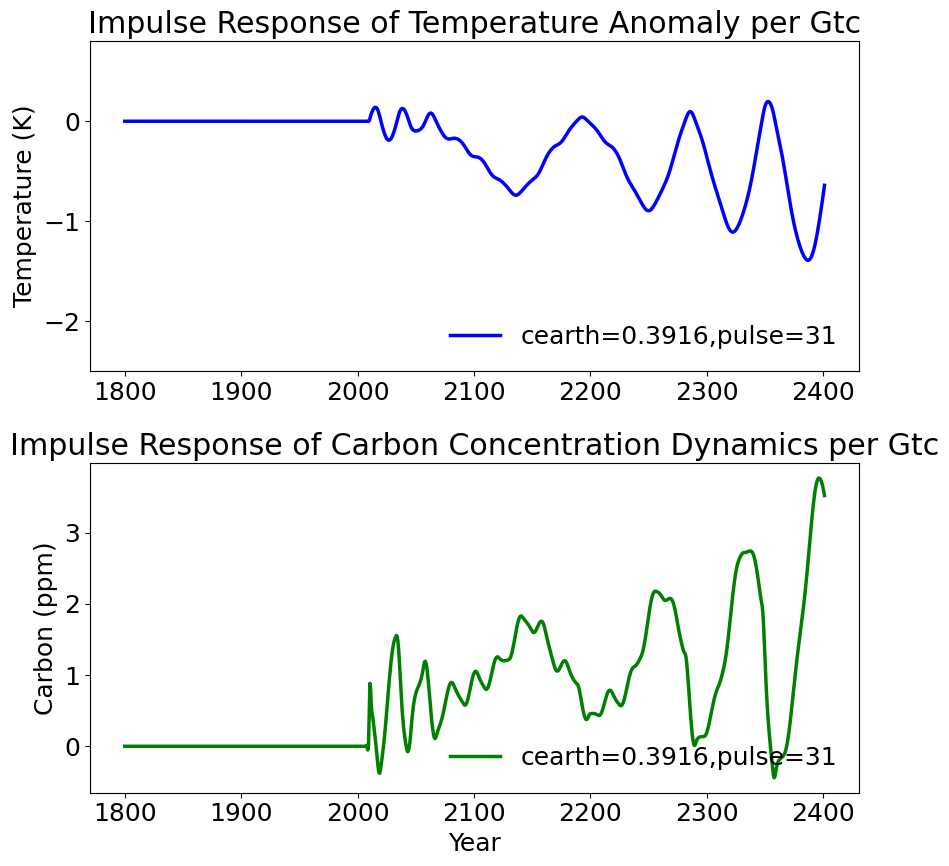 Impulse Response of Temperature Anomaly per Gtc
Temperature (K)
0
−1
−2
cearth=0.3916,pulse=31
1800 1900 2000 2100 2200 2300 2400
Impulse Response of Carbon Concentration Dynamics per Gtc
Carbon (ppm)
3
2
1
0
cearth=0.3916,pulse=31
1800 1900 2000 2100 2200 2300 2400
Year